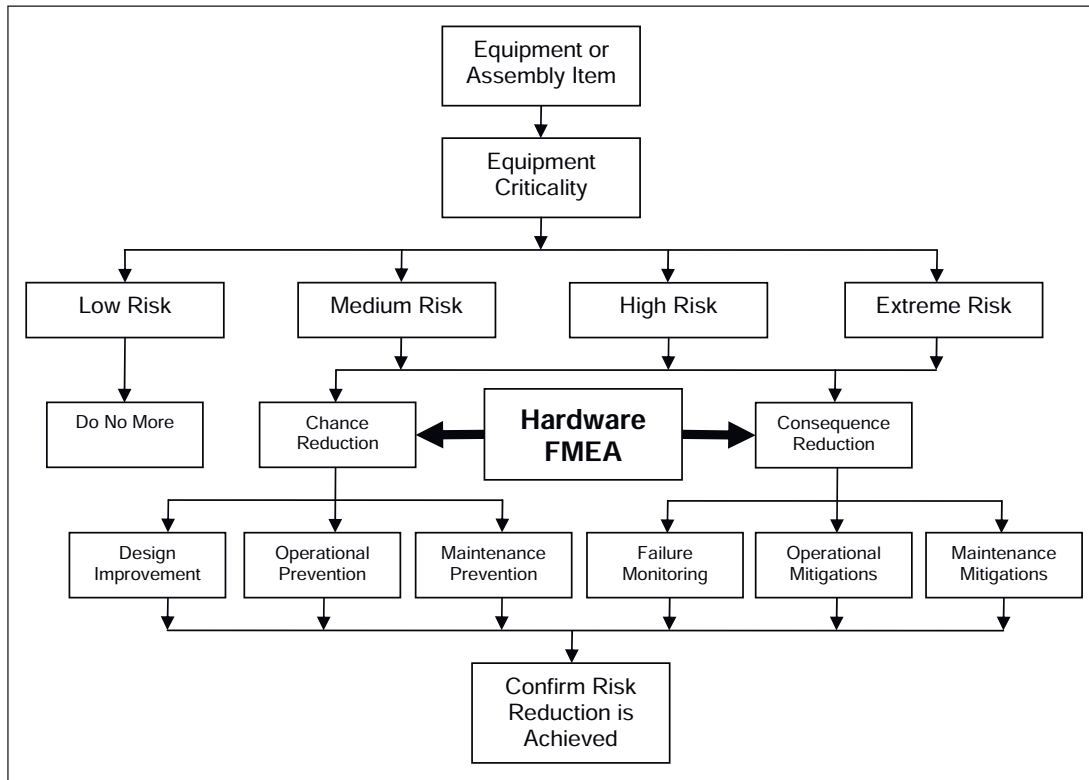 Equipment or
Assembly Item
Equipment
Criticality
Low Risk
Medium Risk
High Risk
Extreme Risk
Do No More
Chance
Reduction
Hardware
FMEA
Consequence
Reduction
Design
Improvement
Operational
Prevention
Maintenance
Prevention
Failure
Monitoring
Operational
Mitigations
Maintenance
Mitigations
Confirm Risk
Reduction is
Achieved